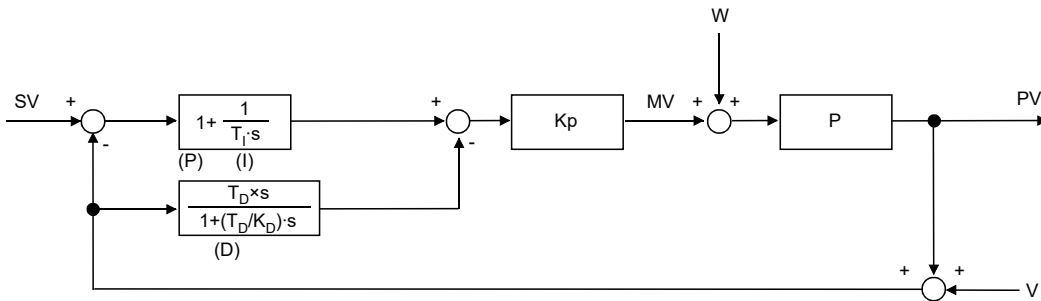 W
SV
+
-
1+ 1
T_I·s
(P) (I)
+
-
Kp
MV
+
+
P
PV
T_D×s
1+(T_D/K_D)·s
(D)
+
+
V